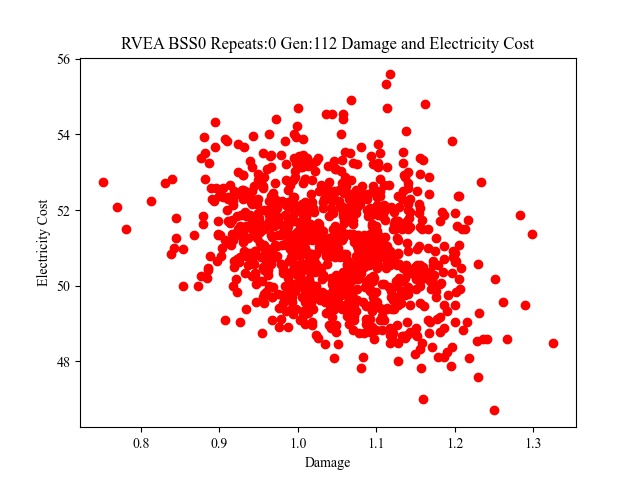 RVEA BSS0 Repeats:0 Gen:112 Damage and Electricity Cost
56
54
52
50
48
Electricity Cost
0.8 0.9 1.0 1.1 1.2 1.3
Damage